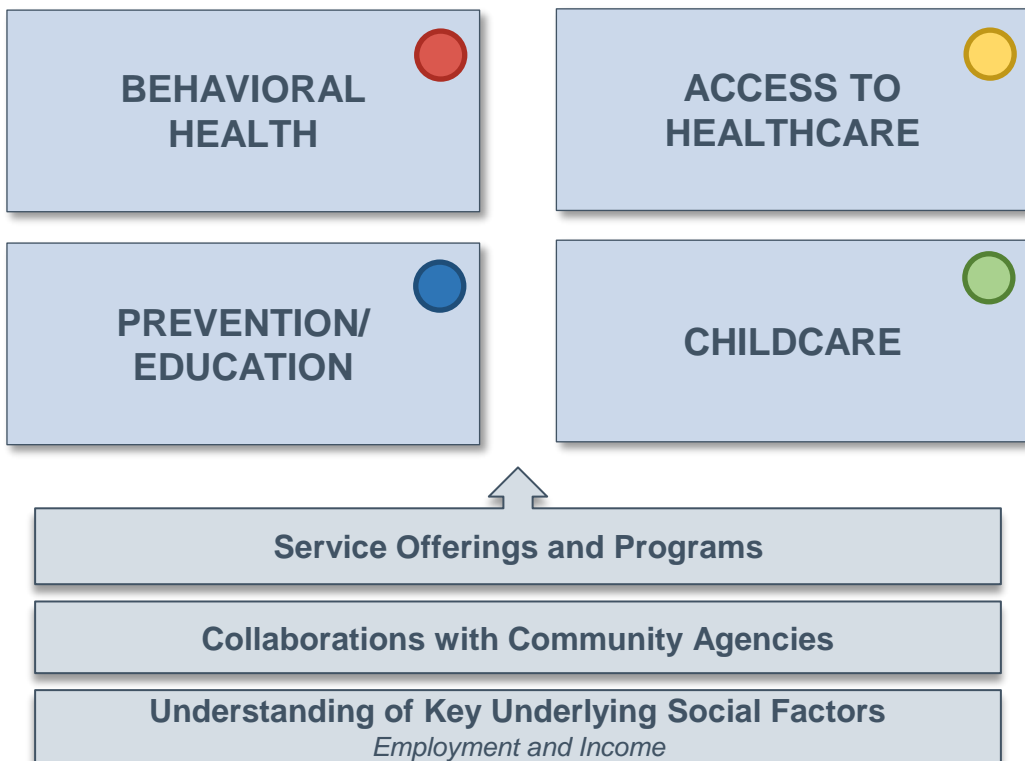 BEHAVIORAL
HEALTH
ACCESS TO
HEALTHCARE
PREVENTION/
EDUCATION
CHILDCARE
Service Offerings and Programs
Collaborations with Community Agencies
Understanding of Key Underlying Social Factors
Employment and Income